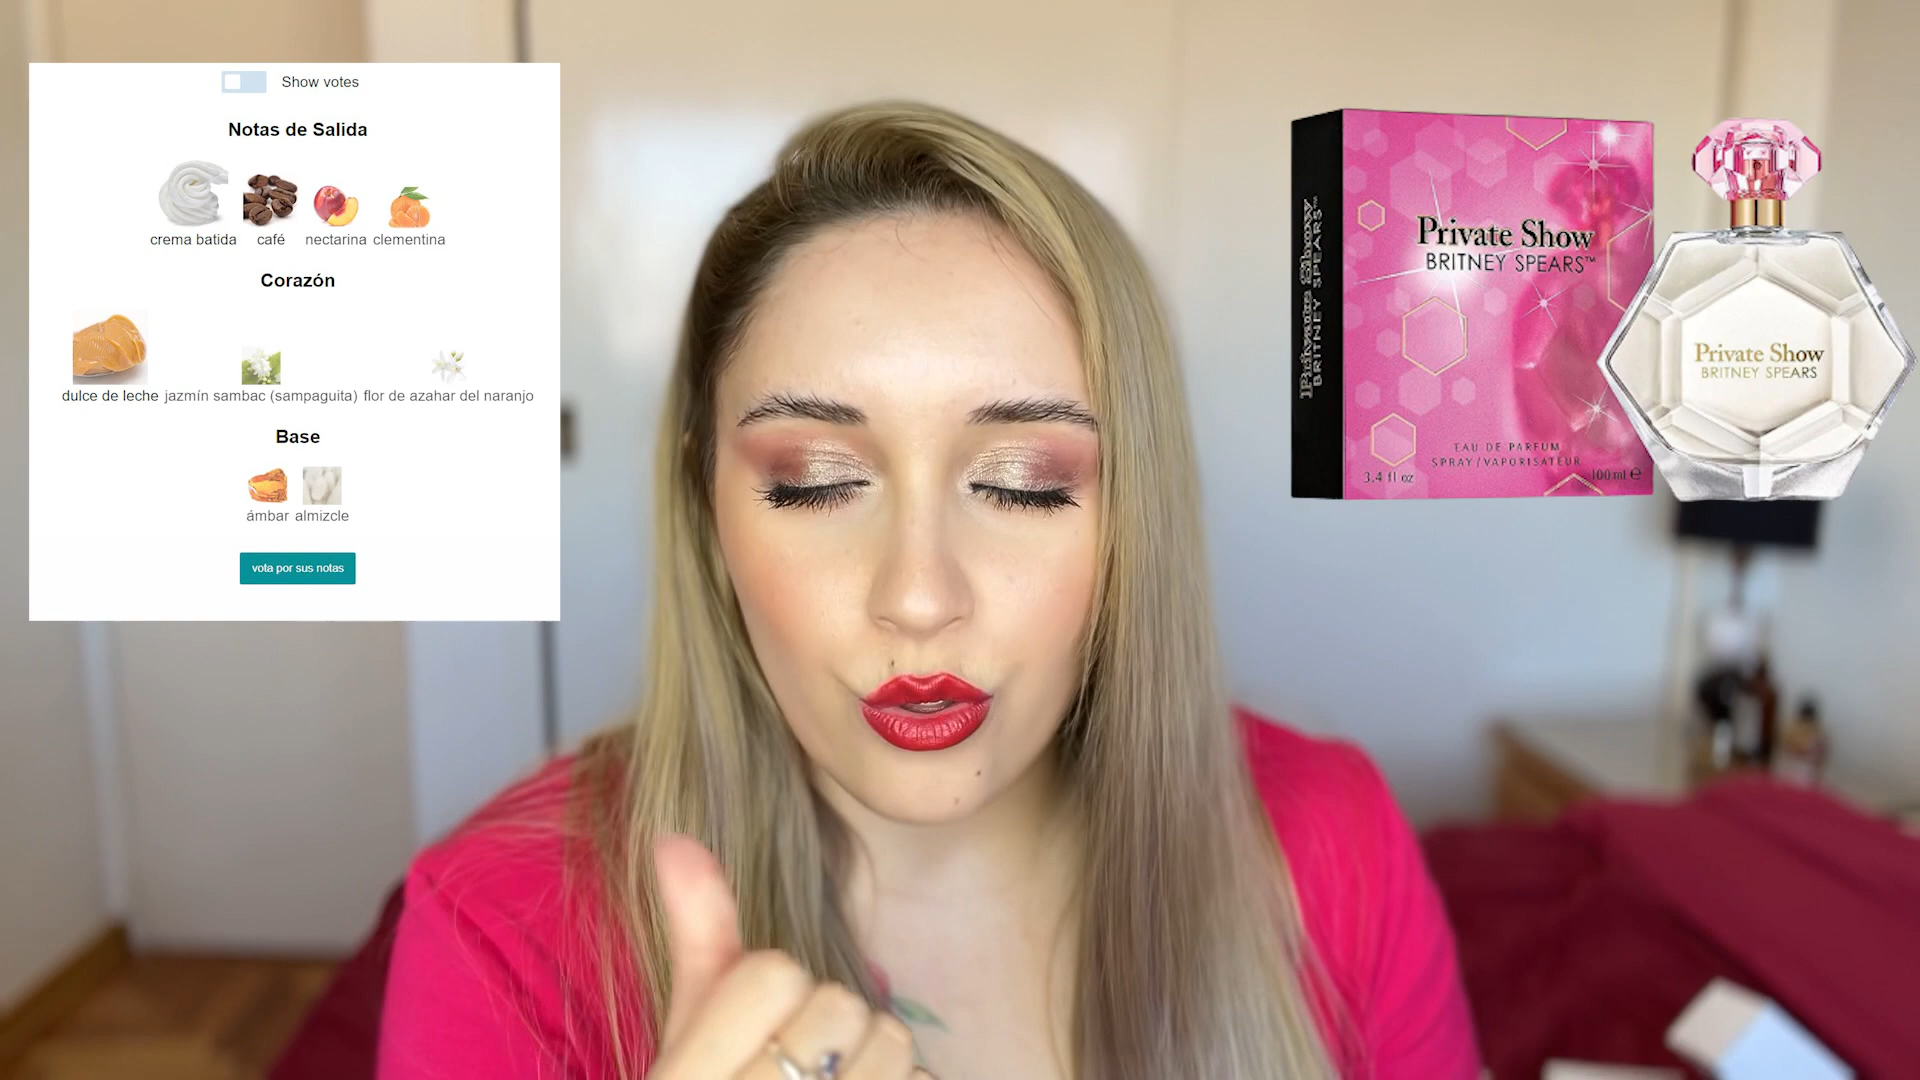 Show votes
Notas de Salida
crema batida café nectarina clementina
Corazón
dulce de leche jazmín sambac (sampaguita) flor de azahar del naranjo
Base
ámbar almizcle
vota por sus notas
Private Show
BRITNEY SPEARS™
Private Show
BRITNEY SPEARS™
EAU DE PARFUM
SPRAY / VAPORISATEUR
3.4 fl oz 100 ml ℮
Private Show
BRITNEY SPEARS